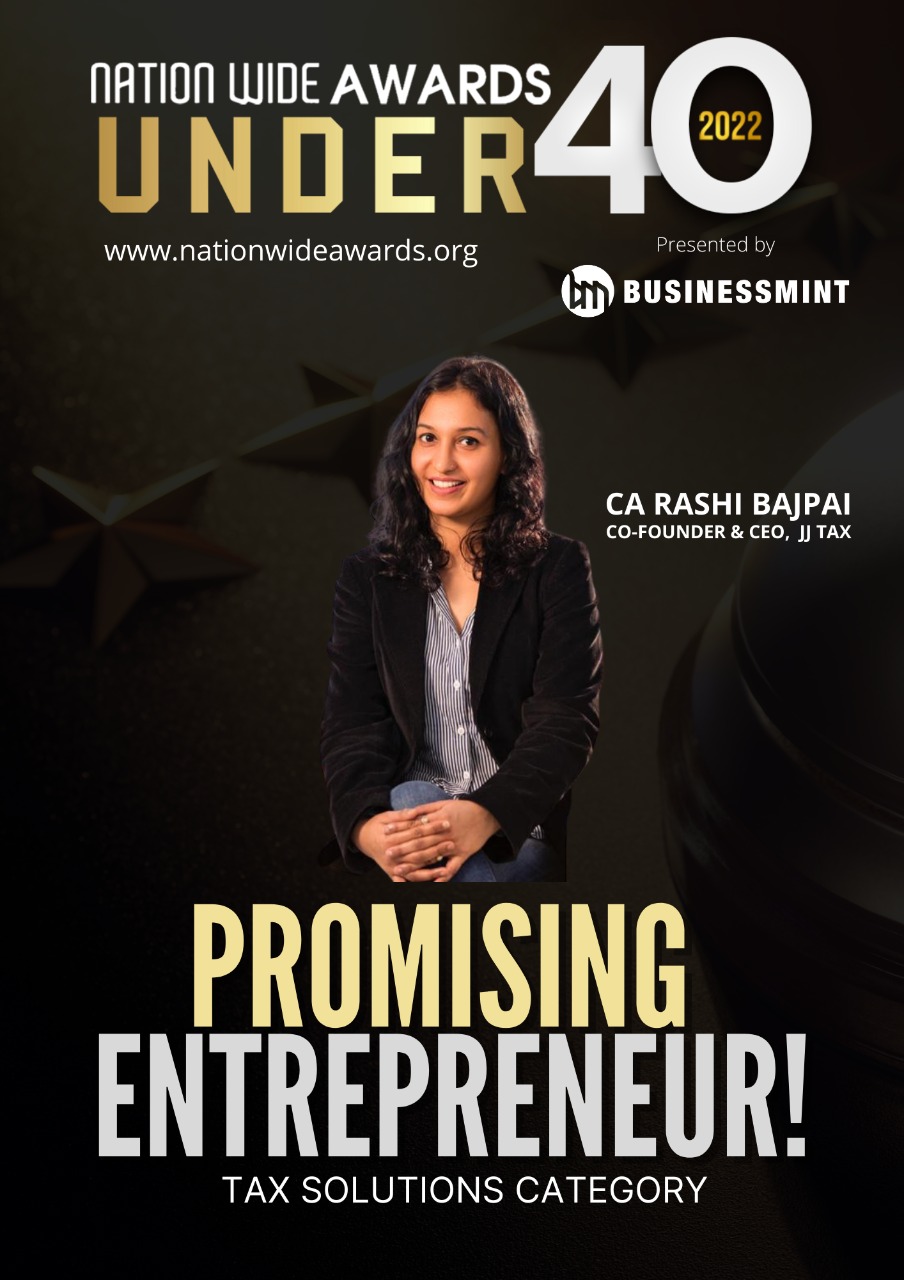 NATION WIDE AWARDS
UNDER 40
2022
www.nationwideawards.org
Presented by
bm BUSINESSMINT
CA RASHI BAJPAI
CO-FOUNDER & CEO, JJ TAX
PROMISING
ENTREPRENEUR!
TAX SOLUTIONS CATEGORY